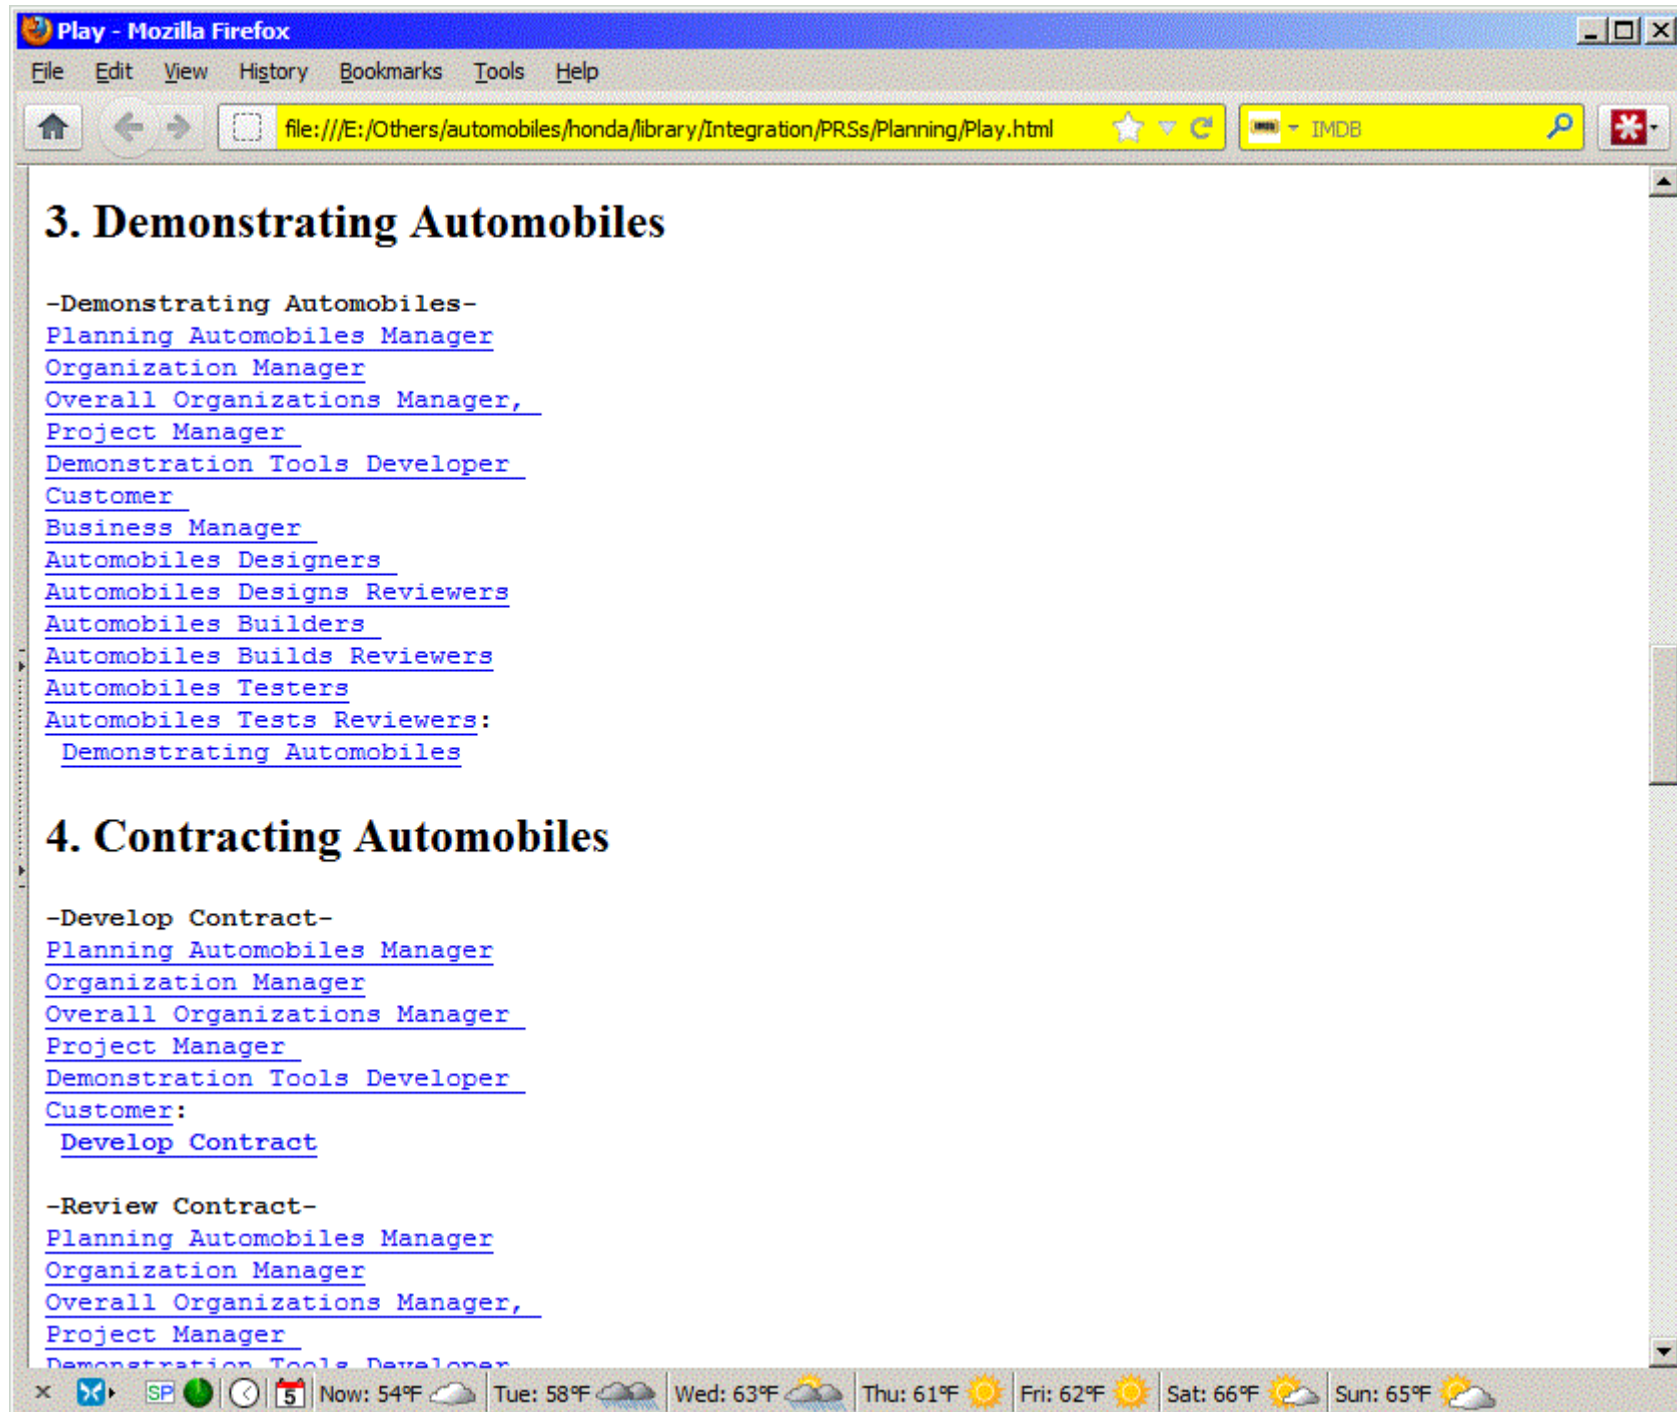 Play - Mozilla Firefox
File Edit View History Bookmarks Tools Help
file:///E:/Others/automobiles/honda/library/Integration/PRSs/Planning/Play.html IMDB
3. Demonstrating Automobiles
-Demonstrating Automobiles-
Planning Automobiles Manager
Organization Manager
Overall Organizations Manager,
Project Manager
Demonstration Tools Developer
Customer
Business Manager
Automobiles Designers
Automobiles Designs Reviewers
Automobiles Builders
Automobiles Builds Reviewers
Automobiles Testers
Automobiles Tests Reviewers:
Demonstrating Automobiles
4. Contracting Automobiles
-Develop Contract-
Planning Automobiles Manager
Organization Manager
Overall Organizations Manager
Project Manager
Demonstration Tools Developer
Customer:
Develop Contract
-Review Contract-
Planning Automobiles Manager
Organization Manager
Overall Organizations Manager,
Project Manager
Demonstration Tools Developer
SP 5 Now: 54°F Tue: 58°F Wed: 63°F Thu: 61°F Fri: 62°F Sat: 66°F Sun: 65°F